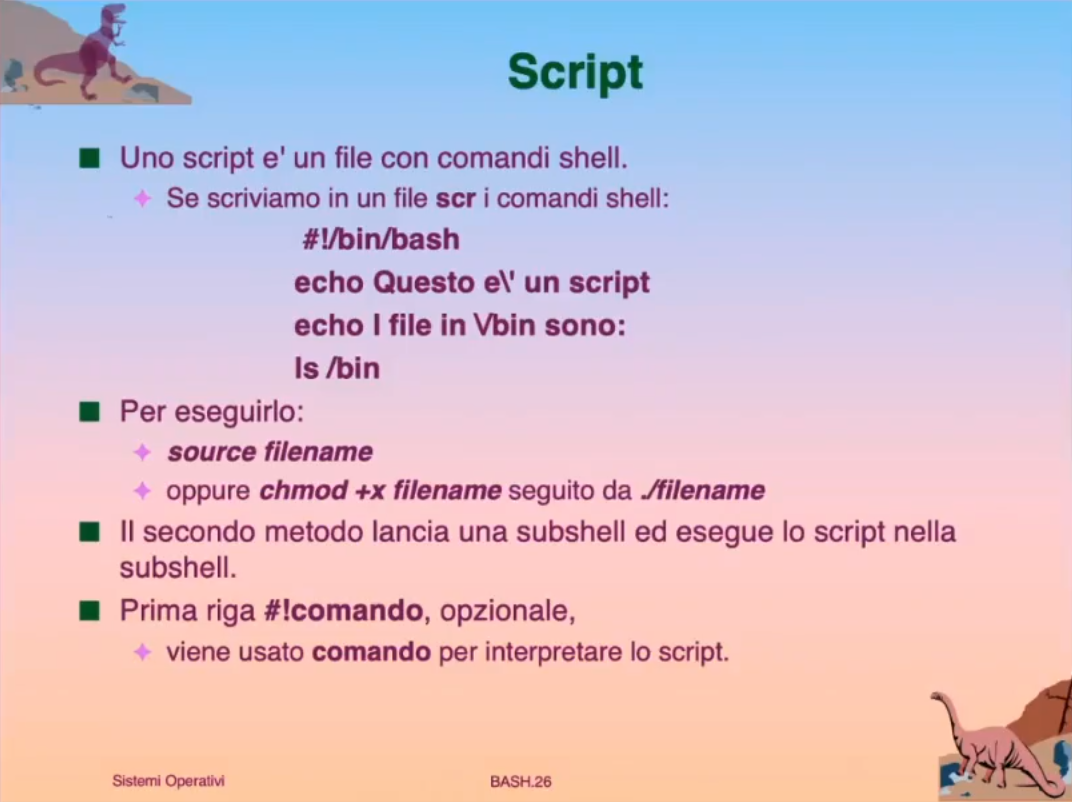 Script
Uno script e' un file con comandi shell.
Se scriviamo in un file scr i comandi shell:
#!/bin/bash
echo Questo e\' un script
echo I file in \/bin sono:
ls /bin
Per eseguirlo:
source filename
oppure chmod +x filename seguito da ./filename
Il secondo metodo lancia una subshell ed esegue lo script nella
subshell.
Prima riga #!comando, opzionale,
viene usato comando per interpretare lo script.
Sistemi Operativi
BASH.26